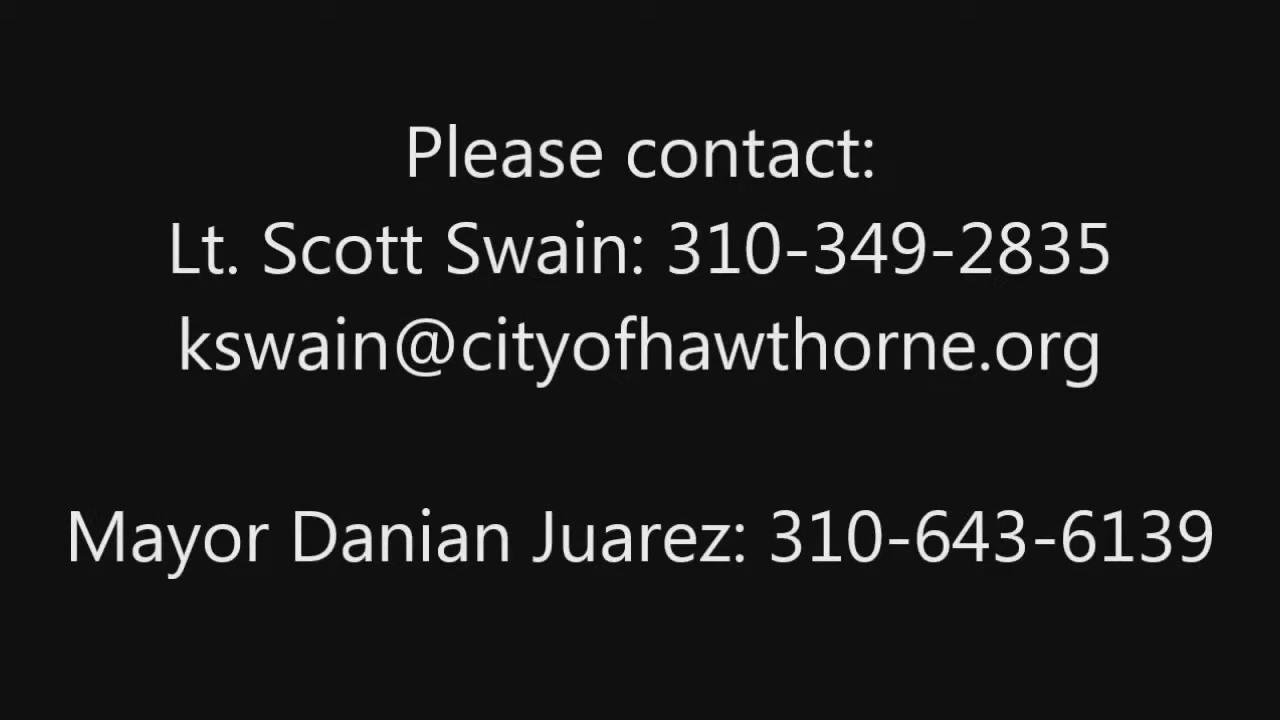 Please contact:
Lt. Scott Swain: 310-349-2835
kswain@cityofhawthorne.org
Mayor Danian Juarez: 310-643-6139